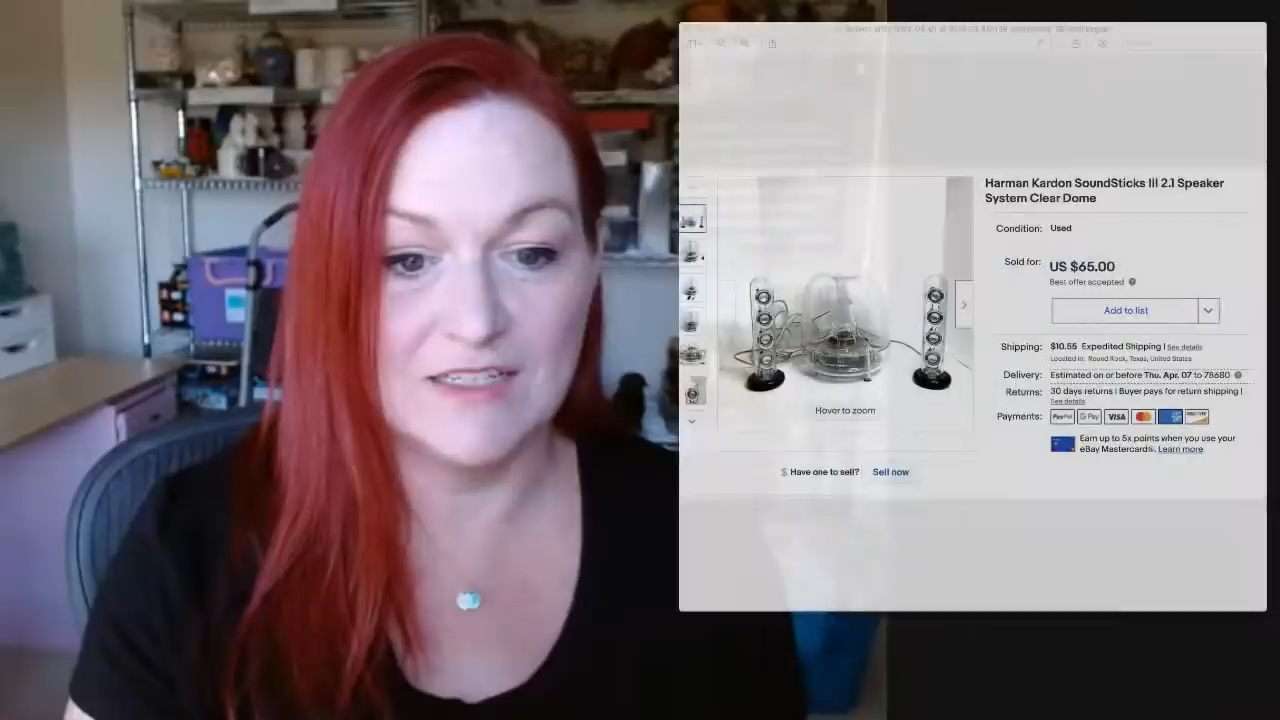 Harman Kardon SoundSticks III 2.1 Speaker
System Clear Dome
Condition: Used
Sold for: US $65.00
Best offer accepted
Add to list
Shipping: $10.55 Expedited Shipping | See details
Located in: Round Rock, Texas, United States
Delivery: Estimated on or before Thu. Apr. 07 to 78680
Returns: 30 days returns | Buyer pays for return shipping |
See details
Payments: PayPal G Pay VISA DISCOVER
Earn up to 5x points when you use your
eBay Mastercard®. Learn more
Hover to zoom
$ Have one to sell? Sell now